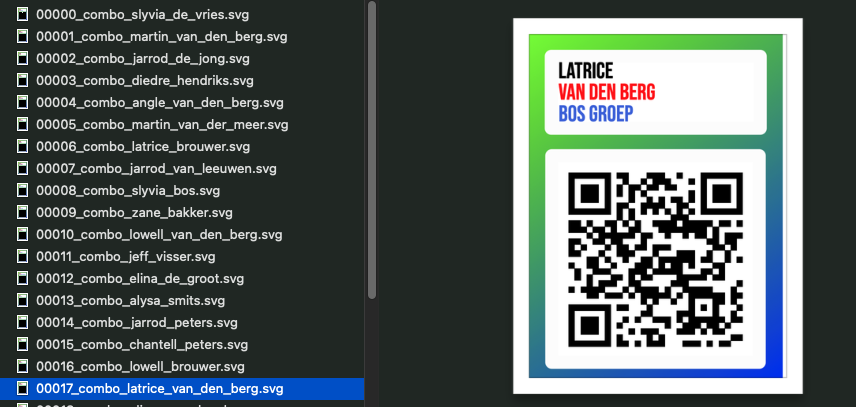 00000_combo_slyvia_de_vries.svg
00001_combo_martin_van_den_berg.svg
00002_combo_jarrod_de_jong.svg
00003_combo_diedre_hendriks.svg
00004_combo_angle_van_den_berg.svg
00005_combo_martin_van_der_meer.svg
00006_combo_latrice_brouwer.svg
00007_combo_jarrod_van_leeuwen.svg
00008_combo_slyvia_bos.svg
00009_combo_zane_bakker.svg
00010_combo_lowell_van_den_berg.svg
00011_combo_jeff_visser.svg
00012_combo_elina_de_groot.svg
00013_combo_alysa_smits.svg
00014_combo_jarrod_peters.svg
00015_combo_chantell_peters.svg
00016_combo_lowell_brouwer.svg
00017_combo_latrice_van_den_berg.svg
LATRICE
VAN DEN BERG
BOS GROEP